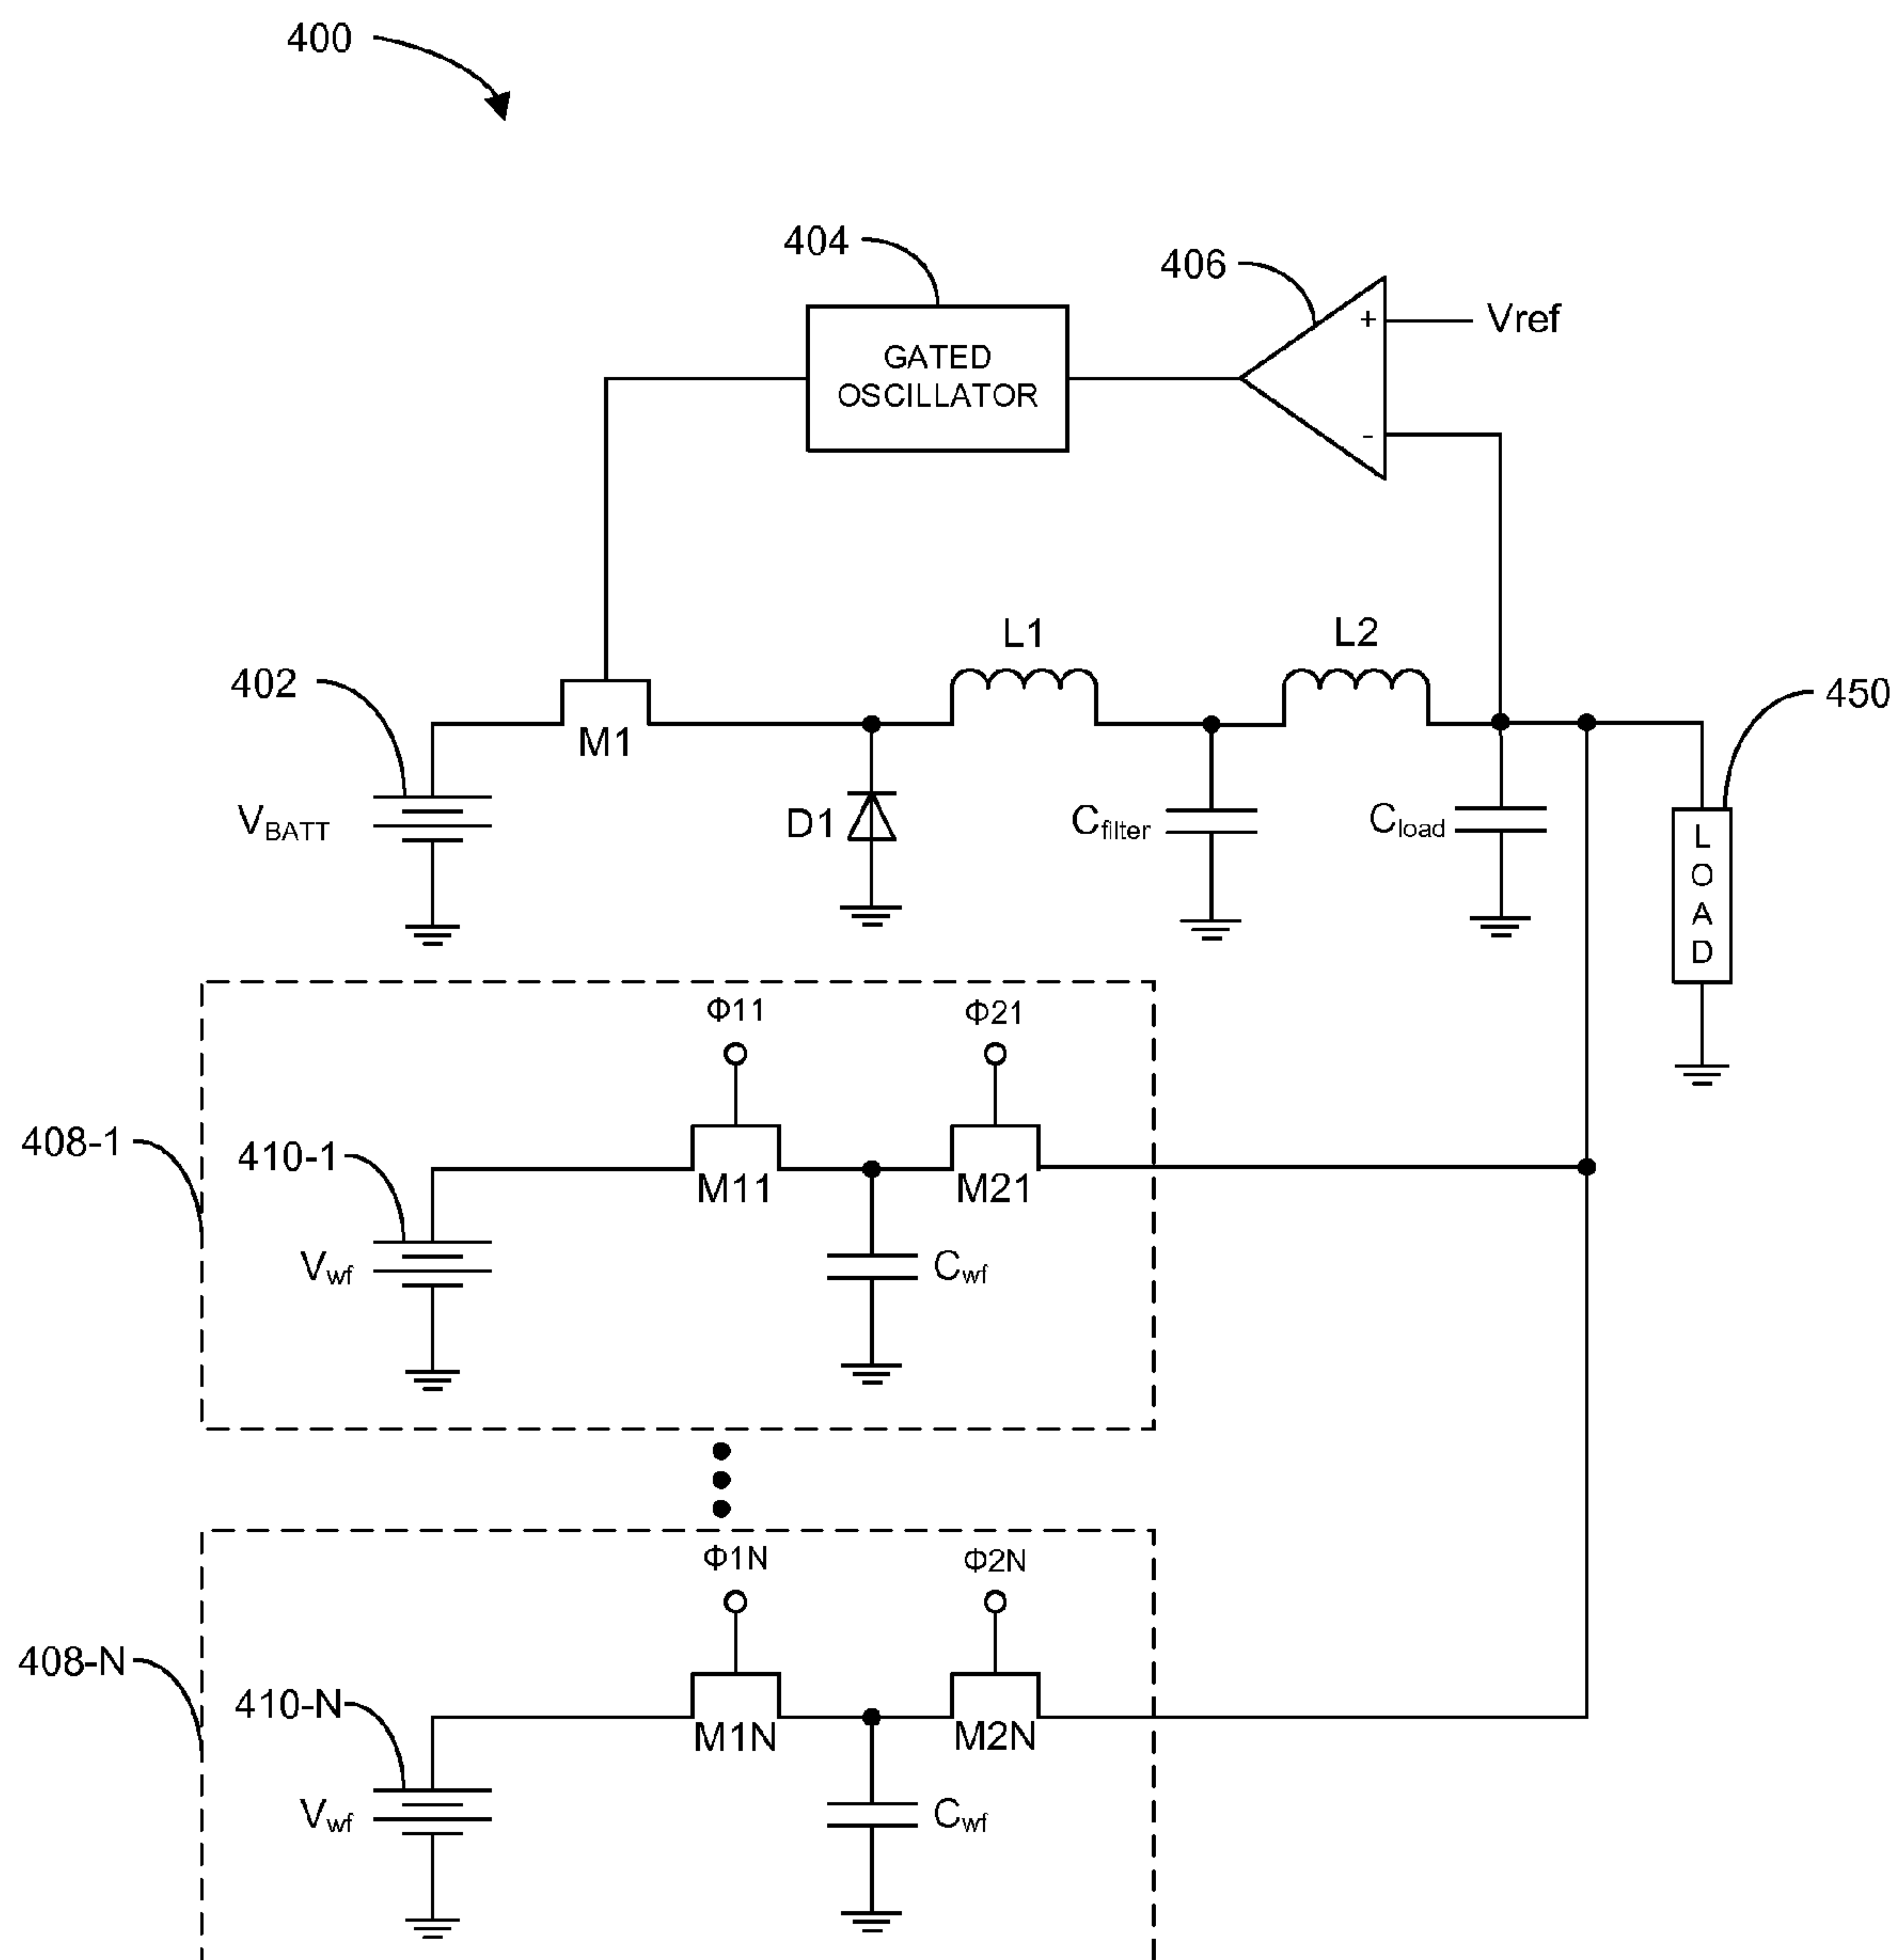 400
404
406
+
Vref
GATED
OSCILLATOR
-
L1
L2
402
450
M1
VBATT
D1
Cfilter
Cload
L
O
A
D
Φ11
Φ21
408-1
410-1
M11
M21
Vwf
Cwf
Φ1N
Φ2N
408-N
410-N
M1N
M2N
Vwf
Cwf